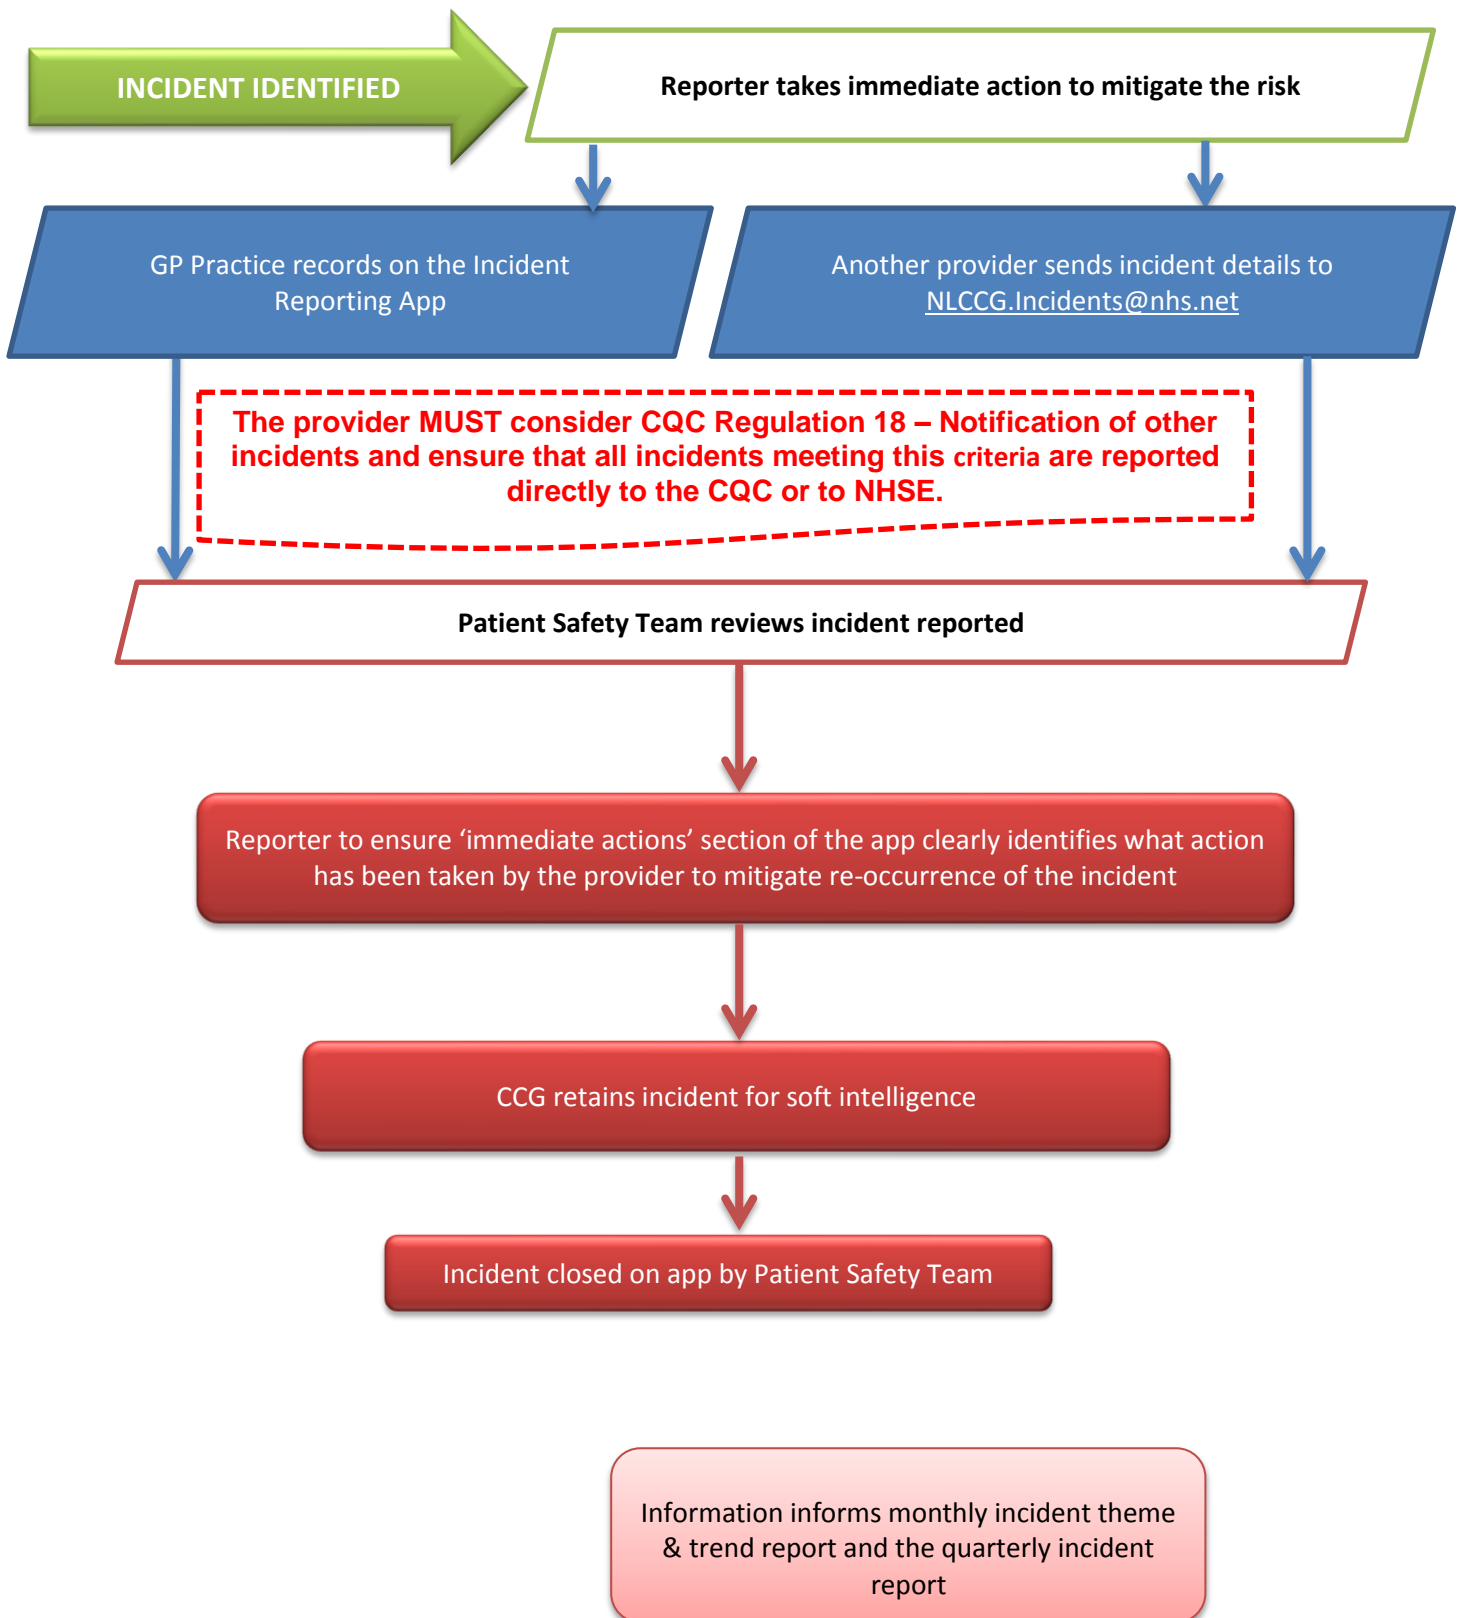 INCIDENT IDENTIFIED
Reporter takes immediate action to mitigate the risk
GP Practice records on the Incident
Reporting App
Another provider sends incident details to
NLCCG.Incidents@nhs.net
The provider MUST consider CQC Regulation 18 – Notification of other
incidents and ensure that all incidents meeting this criteria are reported
directly to the CQC or to NHSE.
Patient Safety Team reviews incident reported
Reporter to ensure ‘immediate actions’ section of the app clearly identifies what action
has been taken by the provider to mitigate re-occurrence of the incident
CCG retains incident for soft intelligence
Incident closed on app by Patient Safety Team
Information informs monthly incident theme
& trend report and the quarterly incident
report